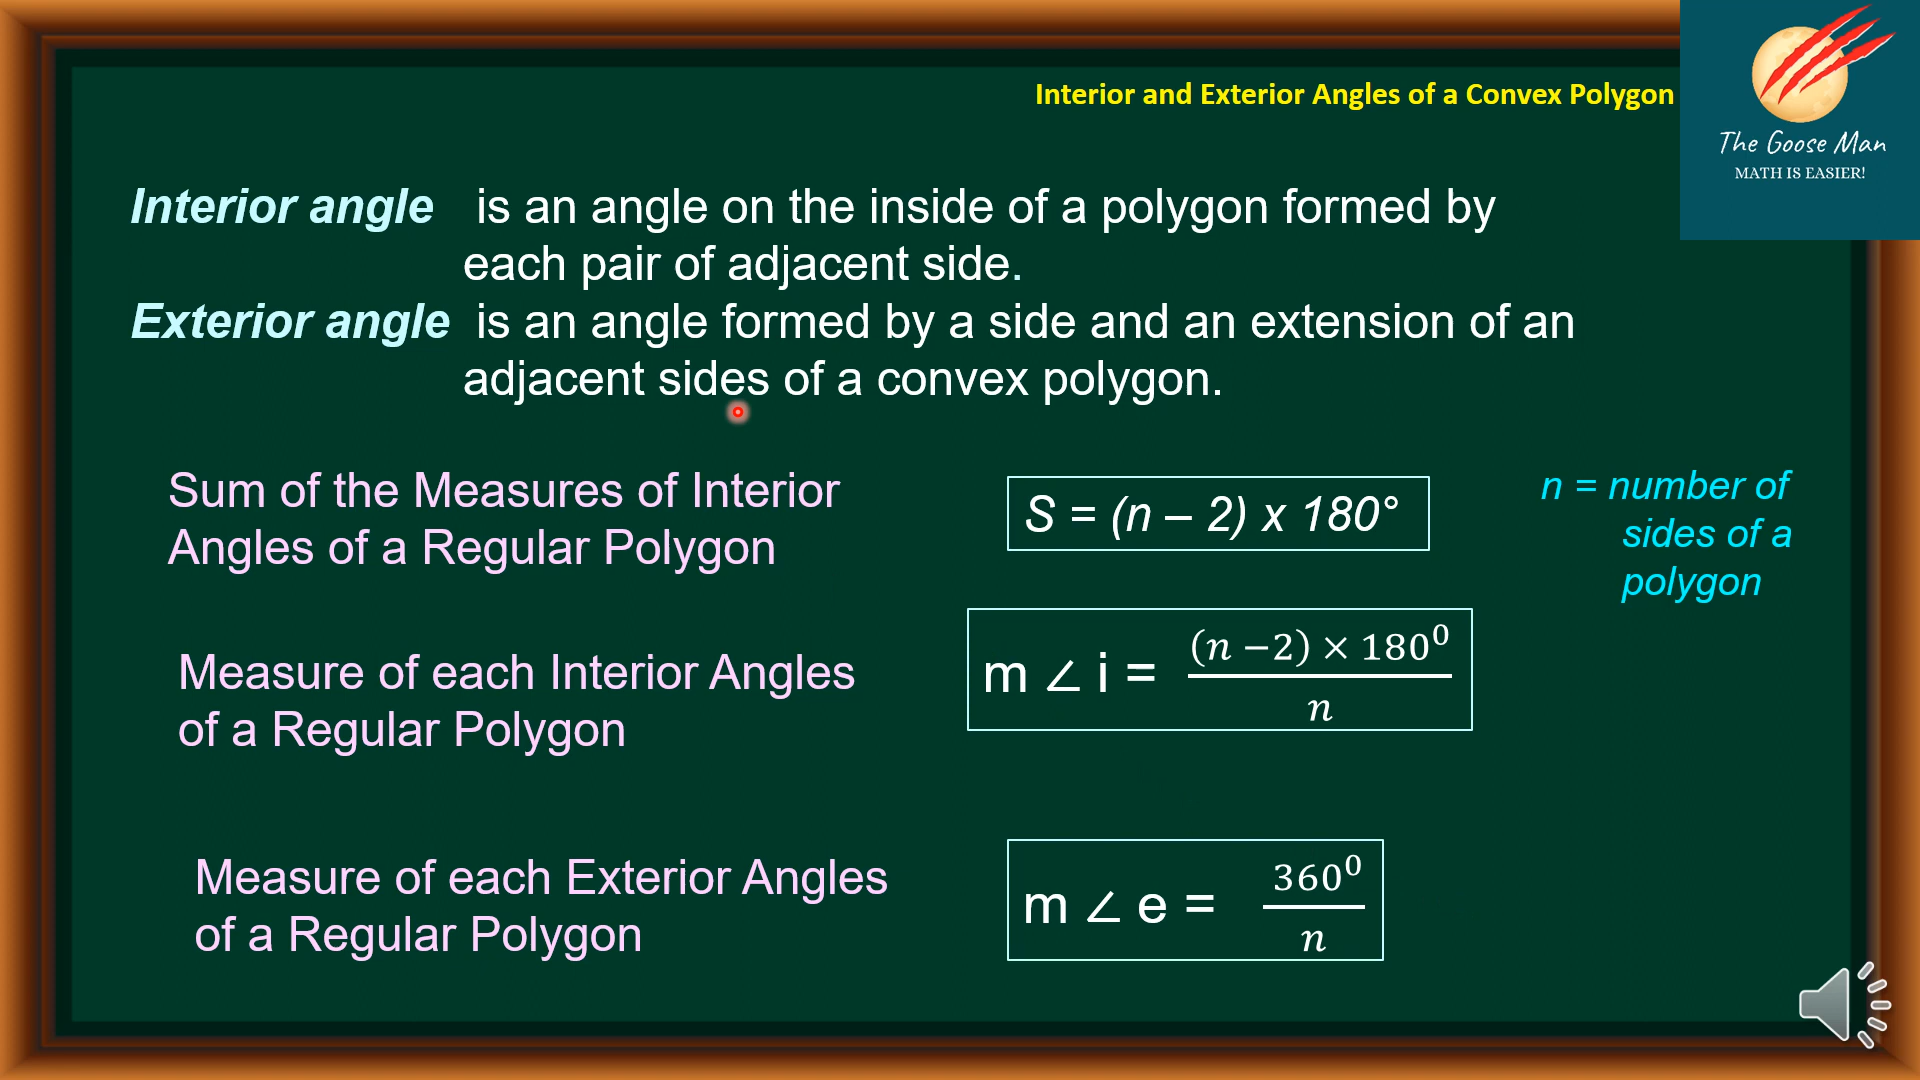 Interior and Exterior Angles of a Convex Polygon
The Goose Man
MATH IS EASIER!
Interior angle is an angle on the inside of a polygon formed by
each pair of adjacent side.
Exterior angle is an angle formed by a side and an extension of an
adjacent sides of a convex polygon.
Sum of the Measures of Interior
Angles of a Regular Polygon
S = (n – 2) x 180°
n = number of
sides of a
polygon
Measure of each Interior Angles
of a Regular Polygon
m ∠ i = (n −2) × 180⁰ / n
Measure of each Exterior Angles
of a Regular Polygon
m ∠ e = 360⁰ / n